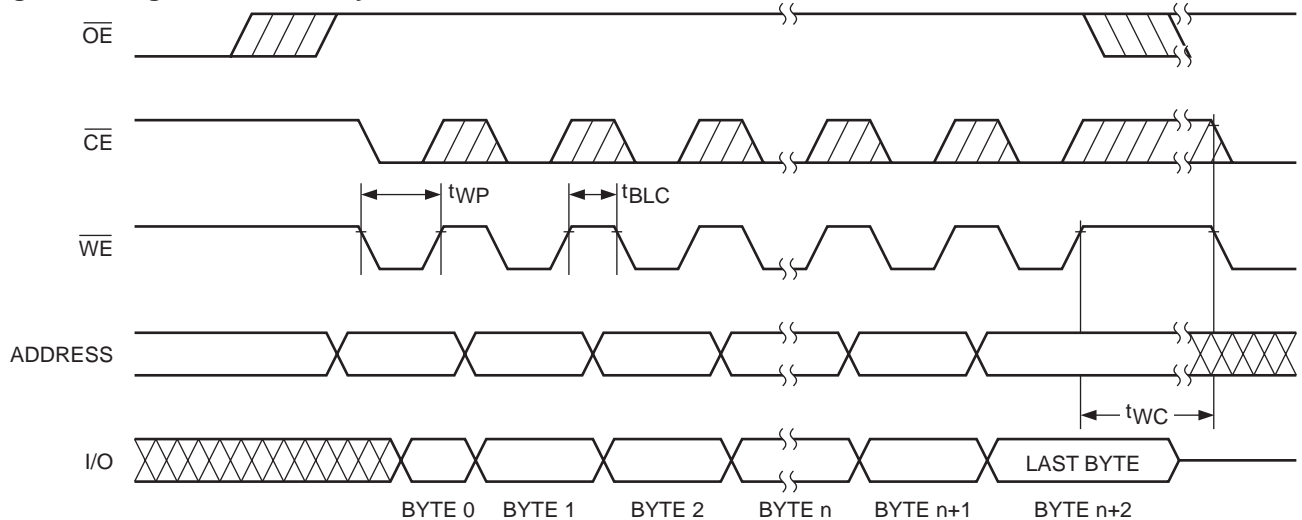 OE
CE
tWP
tBLC
WE
ADDRESS
tWC
I/O
LAST BYTE
BYTE 0 BYTE 1 BYTE 2 BYTE n BYTE n+1 BYTE n+2